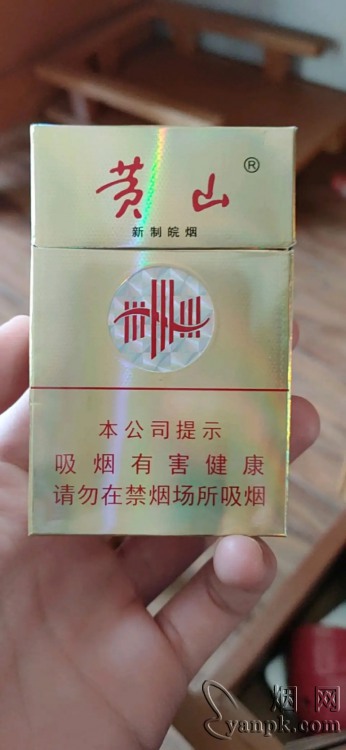 黄山®
新制皖烟
本公司提示
吸烟有害健康
请勿在禁烟场所吸烟
烟网
yanpk.com